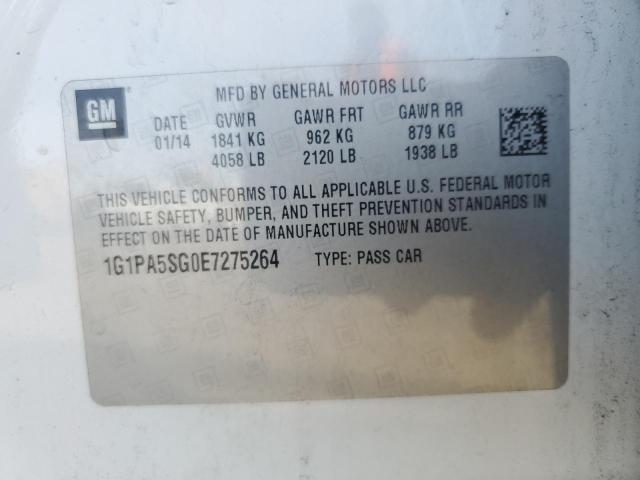 GM
MFD BY GENERAL MOTORS LLC
DATE GVWR GAWR FRT GAWR RR
01/14 1841 KG 962 KG 879 KG
4058 LB 2120 LB 1938 LB
THIS VEHICLE CONFORMS TO ALL APPLICABLE U.S. FEDERAL MOTOR
VEHICLE SAFETY, BUMPER, AND THEFT PREVENTION STANDARDS IN
EFFECT ON THE DATE OF MANUFACTURE SHOWN ABOVE.
1G1PA5SG0E7275264 TYPE: PASS CAR